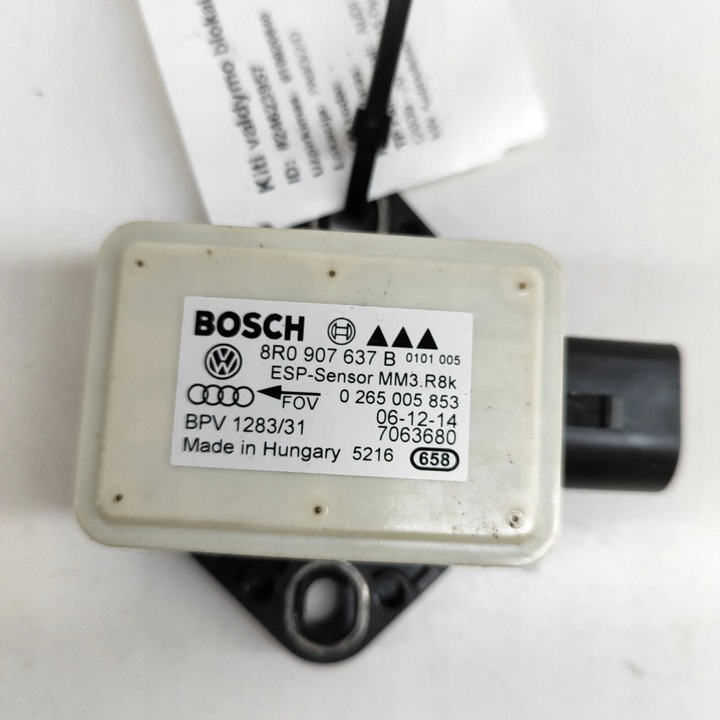 Kiti valdymo blokai
ID:
BOSCH
8R0 907 637 B 0101 005
ESP-Sensor MM3.R8k
FOV 0 265 005 853
06-12-14
BPV 1283/31 7063680
Made in Hungary 5216 658